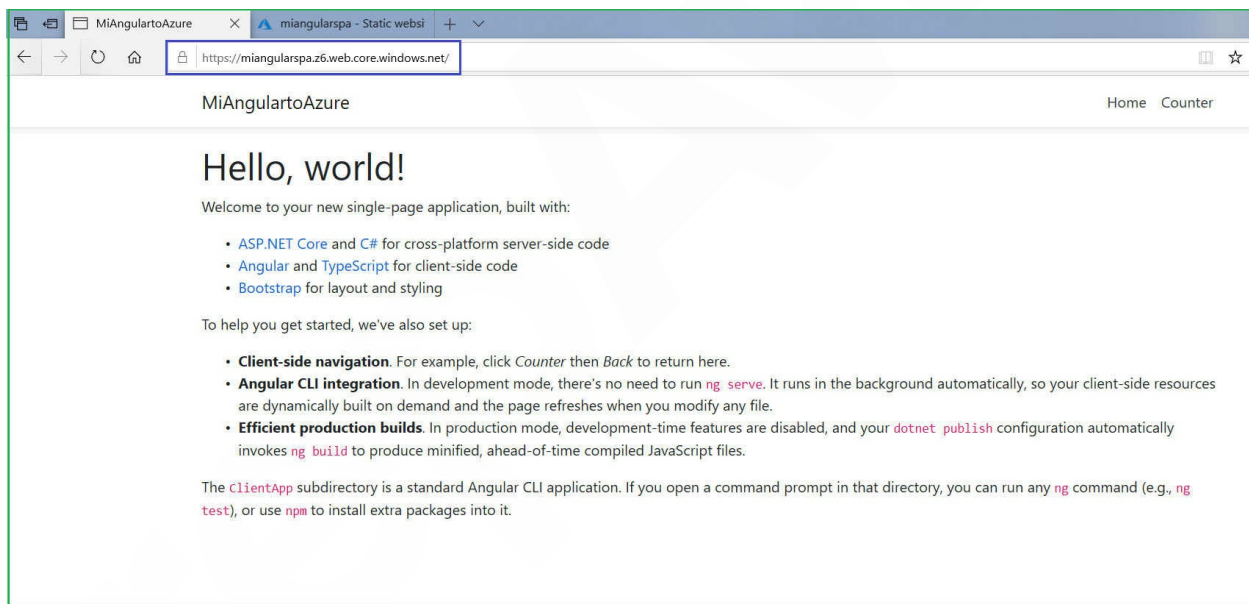 MiAngulartoAzure
miangularspa - Static websi
https://miangularspa.z6.web.core.windows.net/
MiAngulartoAzure
Home Counter
Hello, world!
Welcome to your new single-page application, built with:
• ASP.NET Core and C# for cross-platform server-side code
• Angular and TypeScript for client-side code
• Bootstrap for layout and styling
To help you get started, we've also set up:
• Client-side navigation. For example, click Counter then Back to return here.
• Angular CLI integration. In development mode, there's no need to run ng serve. It runs in the background automatically, so your client-side resources
are dynamically built on demand and the page refreshes when you modify any file.
• Efficient production builds. In production mode, development-time features are disabled, and your dotnet publish configuration automatically
invokes ng build to produce minified, ahead-of-time compiled JavaScript files.
The ClientApp subdirectory is a standard Angular CLI application. If you open a command prompt in that directory, you can run any ng command (e.g., ng
test), or use npm to install extra packages into it.